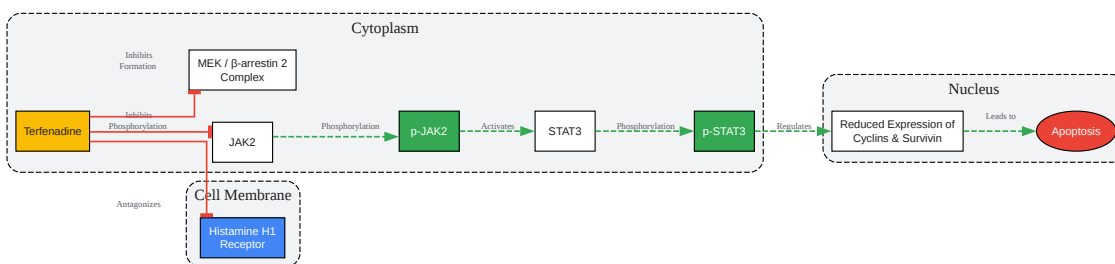 Cytoplasm
Inhibits
Formation
MEK / β-arrestin 2
Complex
Terfenadine
Inhibits
Phosphorylation
JAK2
Phosphorylation
p-JAK2
Activates
STAT3
Phosphorylation
p-STAT3
Regulates
Nucleus
Reduced Expression of
Cyclins & Survivin
Leads to
Apoptosis
Cell Membrane
Antagonizes
Histamine H1
Receptor